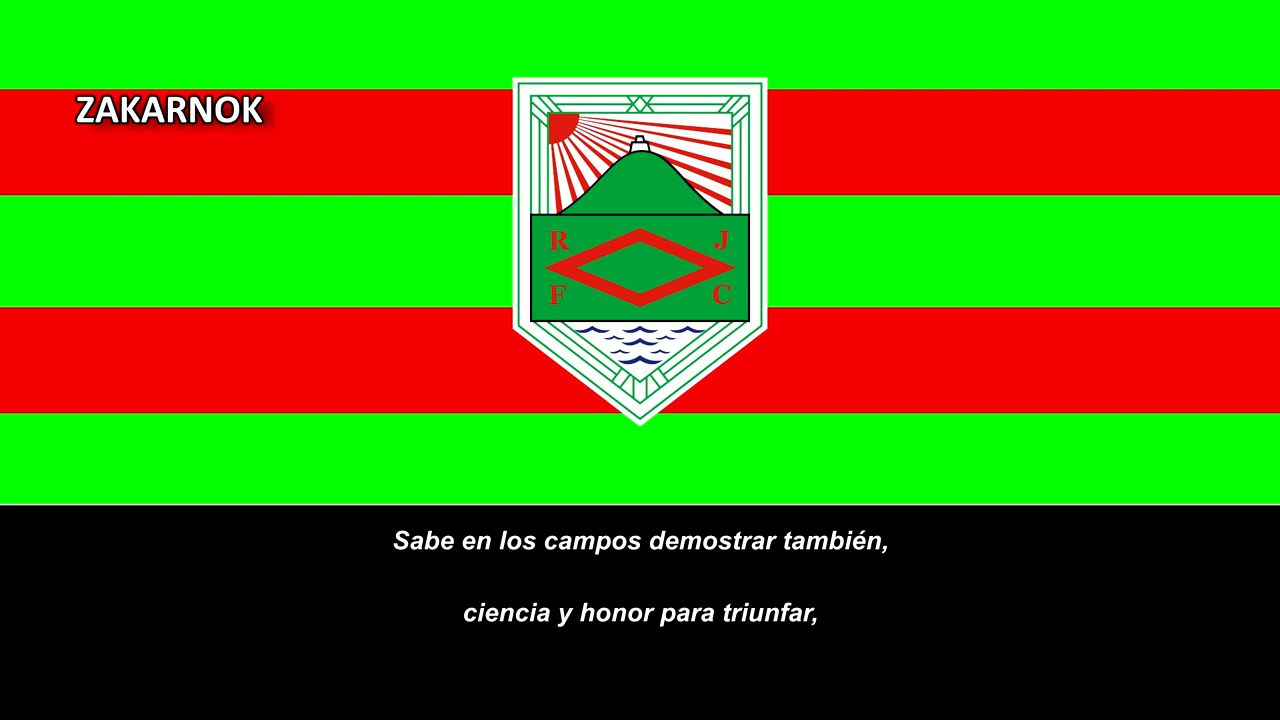 ZAKARNOK
R J
F C
Sabe en los campos demostrar también,
ciencia y honor para triunfar,